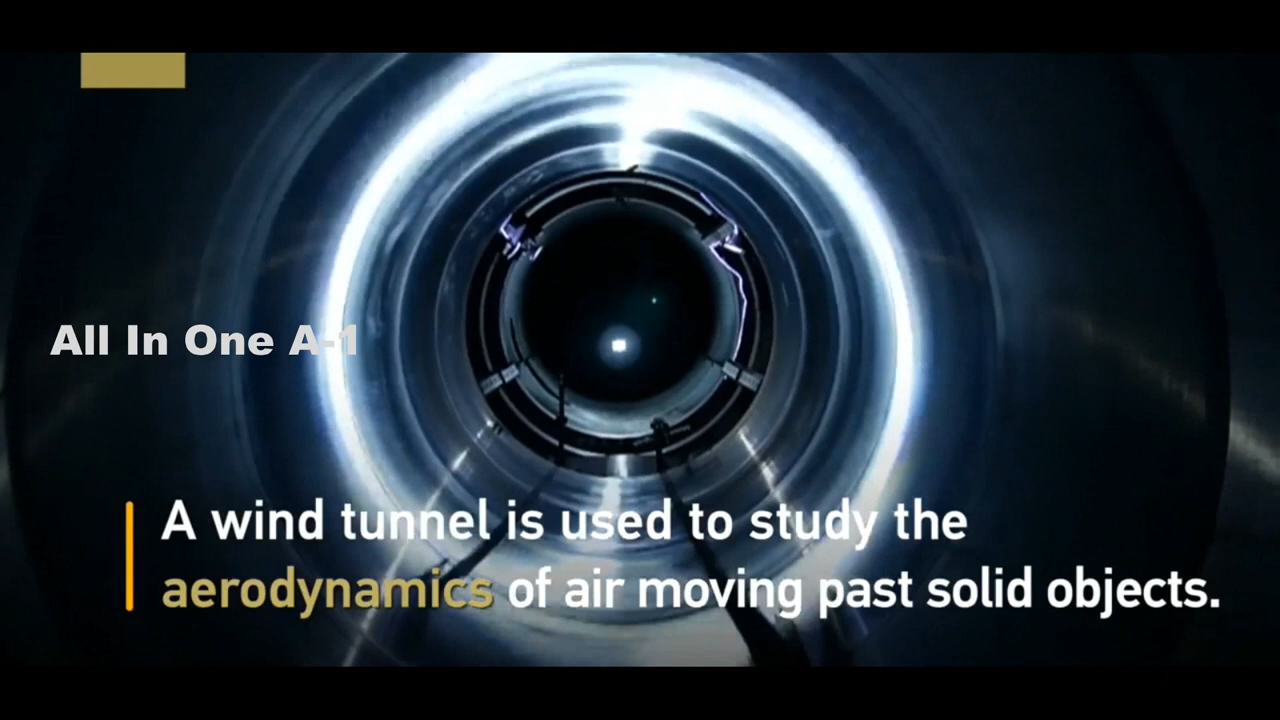 All In One A-1
A wind tunnel is used to study the
aerodynamics of air moving past solid objects.